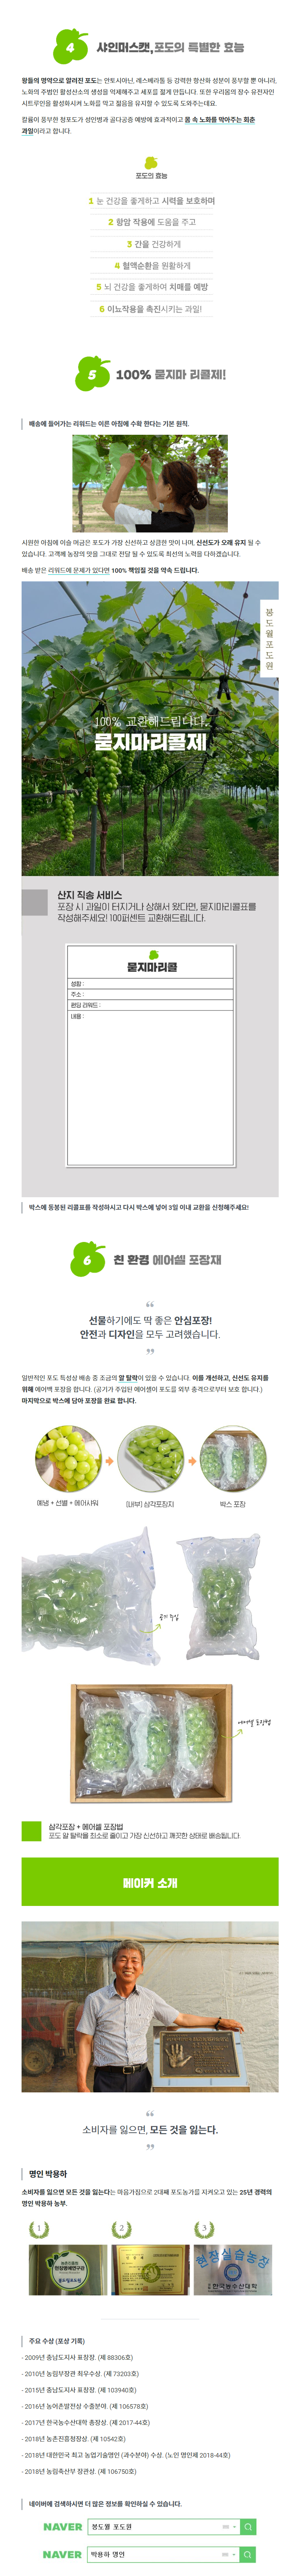 4
샤인머스캣,포도의 특별한 효능
왕들의 명약으로 알려진 포도는 안토시아닌, 레스베라톨 등 강력한 항산화 성분이 풍부할 뿐 아니라,
노화의 주범인 활성산소의 생성을 억제해주고 세포를 젊게 만듭니다. 또한 우리몸의 장수 유전자인
시트루인을 활성화시켜 노화를 막고 젊음을 유지할 수 있도록 도와주는데요.
칼륨이 풍부한 청포도가 성인병과 골다공증 예방에 효과적이고 몸 속 노화를 막아주는 회춘
과일이라고 합니다.
포도의 효능
1 눈 건강을 좋게하고 시력을 보호하며
2 항암 작용에 도움을 주고
3 간을 건강하게
4 혈액순환을 원활하게
5 뇌 건강을 좋게하여 치매를 예방
6 이뇨작용을 촉진시키는 과일!
5
100% 묻지마 리콜제!
배송에 들어가는 리워드는 이른 아침에 수확 한다는 기본 원칙.
시원한 아침에 이슬 머금은 포도가 가장 신선하고 상큼한 맛이 나며, 신선도가 오래 유지 될 수
있습니다. 고객께 농장의 맛을 그대로 전달 될 수 있도록 최선의 노력을 다하겠습니다.
배송 받은 리워드에 문제가 있다면 100% 책임질 것을 약속 드립니다.
봄도월포도원
100% 교환해드립니다.
묻지마리콜제
산지 직송 서비스
포장 시 과일이 터지거나 상해서 왔다면, 묻지마리콜표를
작성해주세요! 100퍼센트 교환해드립니다.
묻지마리콜
성함 :
주소 :
펀딩 리워드 :
내용 :
박스에 동봉된 리콜표를 작성하시고 다시 박스에 넣어 3일 이내 교환을 신청해주세요!
6
친 환경 에어셀 포장재
“
선물하기에도 딱 좋은 안심포장!
안전과 디자인을 모두 고려했습니다.
”
일반적인 포도 특성상 배송 중 조금의 알 탈락이 있을 수 있습니다. 이를 개선하고, 신선도 유지를
위해 에어백 포장을 합니다. (공기가 주입된 에어셀이 포도를 외부 충격으로부터 보호 합니다.)
마지막으로 박스에 담아 포장을 완료 합니다.
예냉 + 선별 + 에어샤워
[내부] 삼각포장지
박스 포장
공기 주입
에어셀 포장법
삼각포장 + 에어셀 포장법
포도 알 탈락율 최소로 줄이고 가장 신선하고 깨끗한 상태로 배송됩니다.
메이커 소개
“
소비자를 잃으면, 모든 것을 잃는다.
”
명인 박용하
소비자를 잃으면 모든 것을 잃는다는 마음가짐으로 2대째 포도농가를 지켜오고 있는 25년 경력의
명인 박용하 농부.
1
2
3
현장실습농장
한국농수산대학
주요 수상 (포상 기록)
- 2009년 충남도지사 표창장. (제 88306호)
- 2010년 농림부장관 최우수상. (제 73203호)
- 2015년 충남도지사 표창장. (제 103940호)
- 2016년 농어촌발전상 수출분야. (제 106578호)
- 2017년 한국농수산대학 총장상. (제 2017-44호)
- 2018년 농촌진흥청장상. (제 10542호)
- 2018년 대한민국 최고 농업기술명인 (과수분야) 수상. (노인 명인제 2018-44호)
- 2018년 농림축산부 장관상. (제 106750호)
네이버에 검색하시면 더 많은 정보를 확인하실 수 있습니다.
NAVER 봉도월 포도원
NAVER 박용하 명인